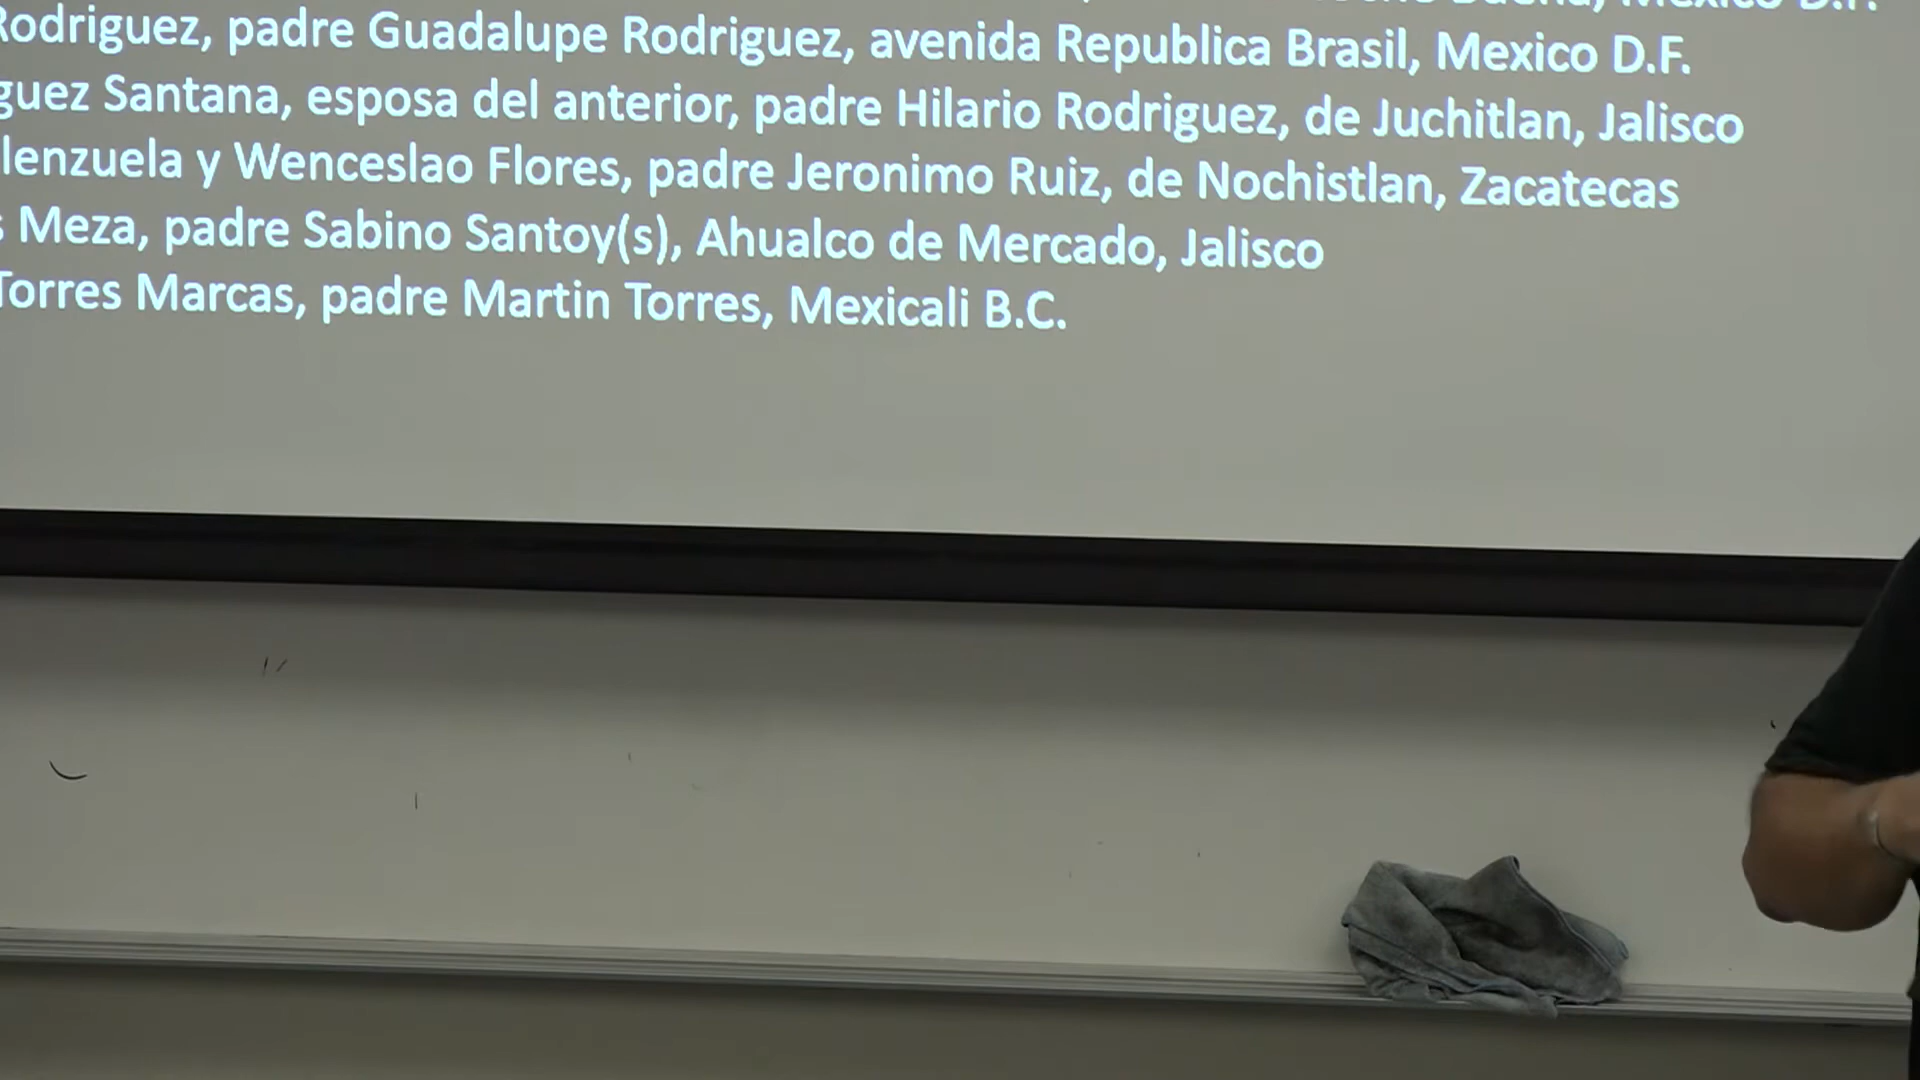 D.F.
Rodriguez, padre Guadalupe Rodriguez, avenida Republica Brasil, Mexico D.F.
guez Santana, esposa del anterior, padre Hilario Rodriguez, de Juchitlan, Jalisco
lenzuela y Wenceslao Flores, padre Jeronimo Ruiz, de Nochistlan, Zacatecas
Meza, padre Sabino Santoy(s), Ahualco de Mercado, Jalisco
Torres Marcas, padre Martin Torres, Mexicali B.C.